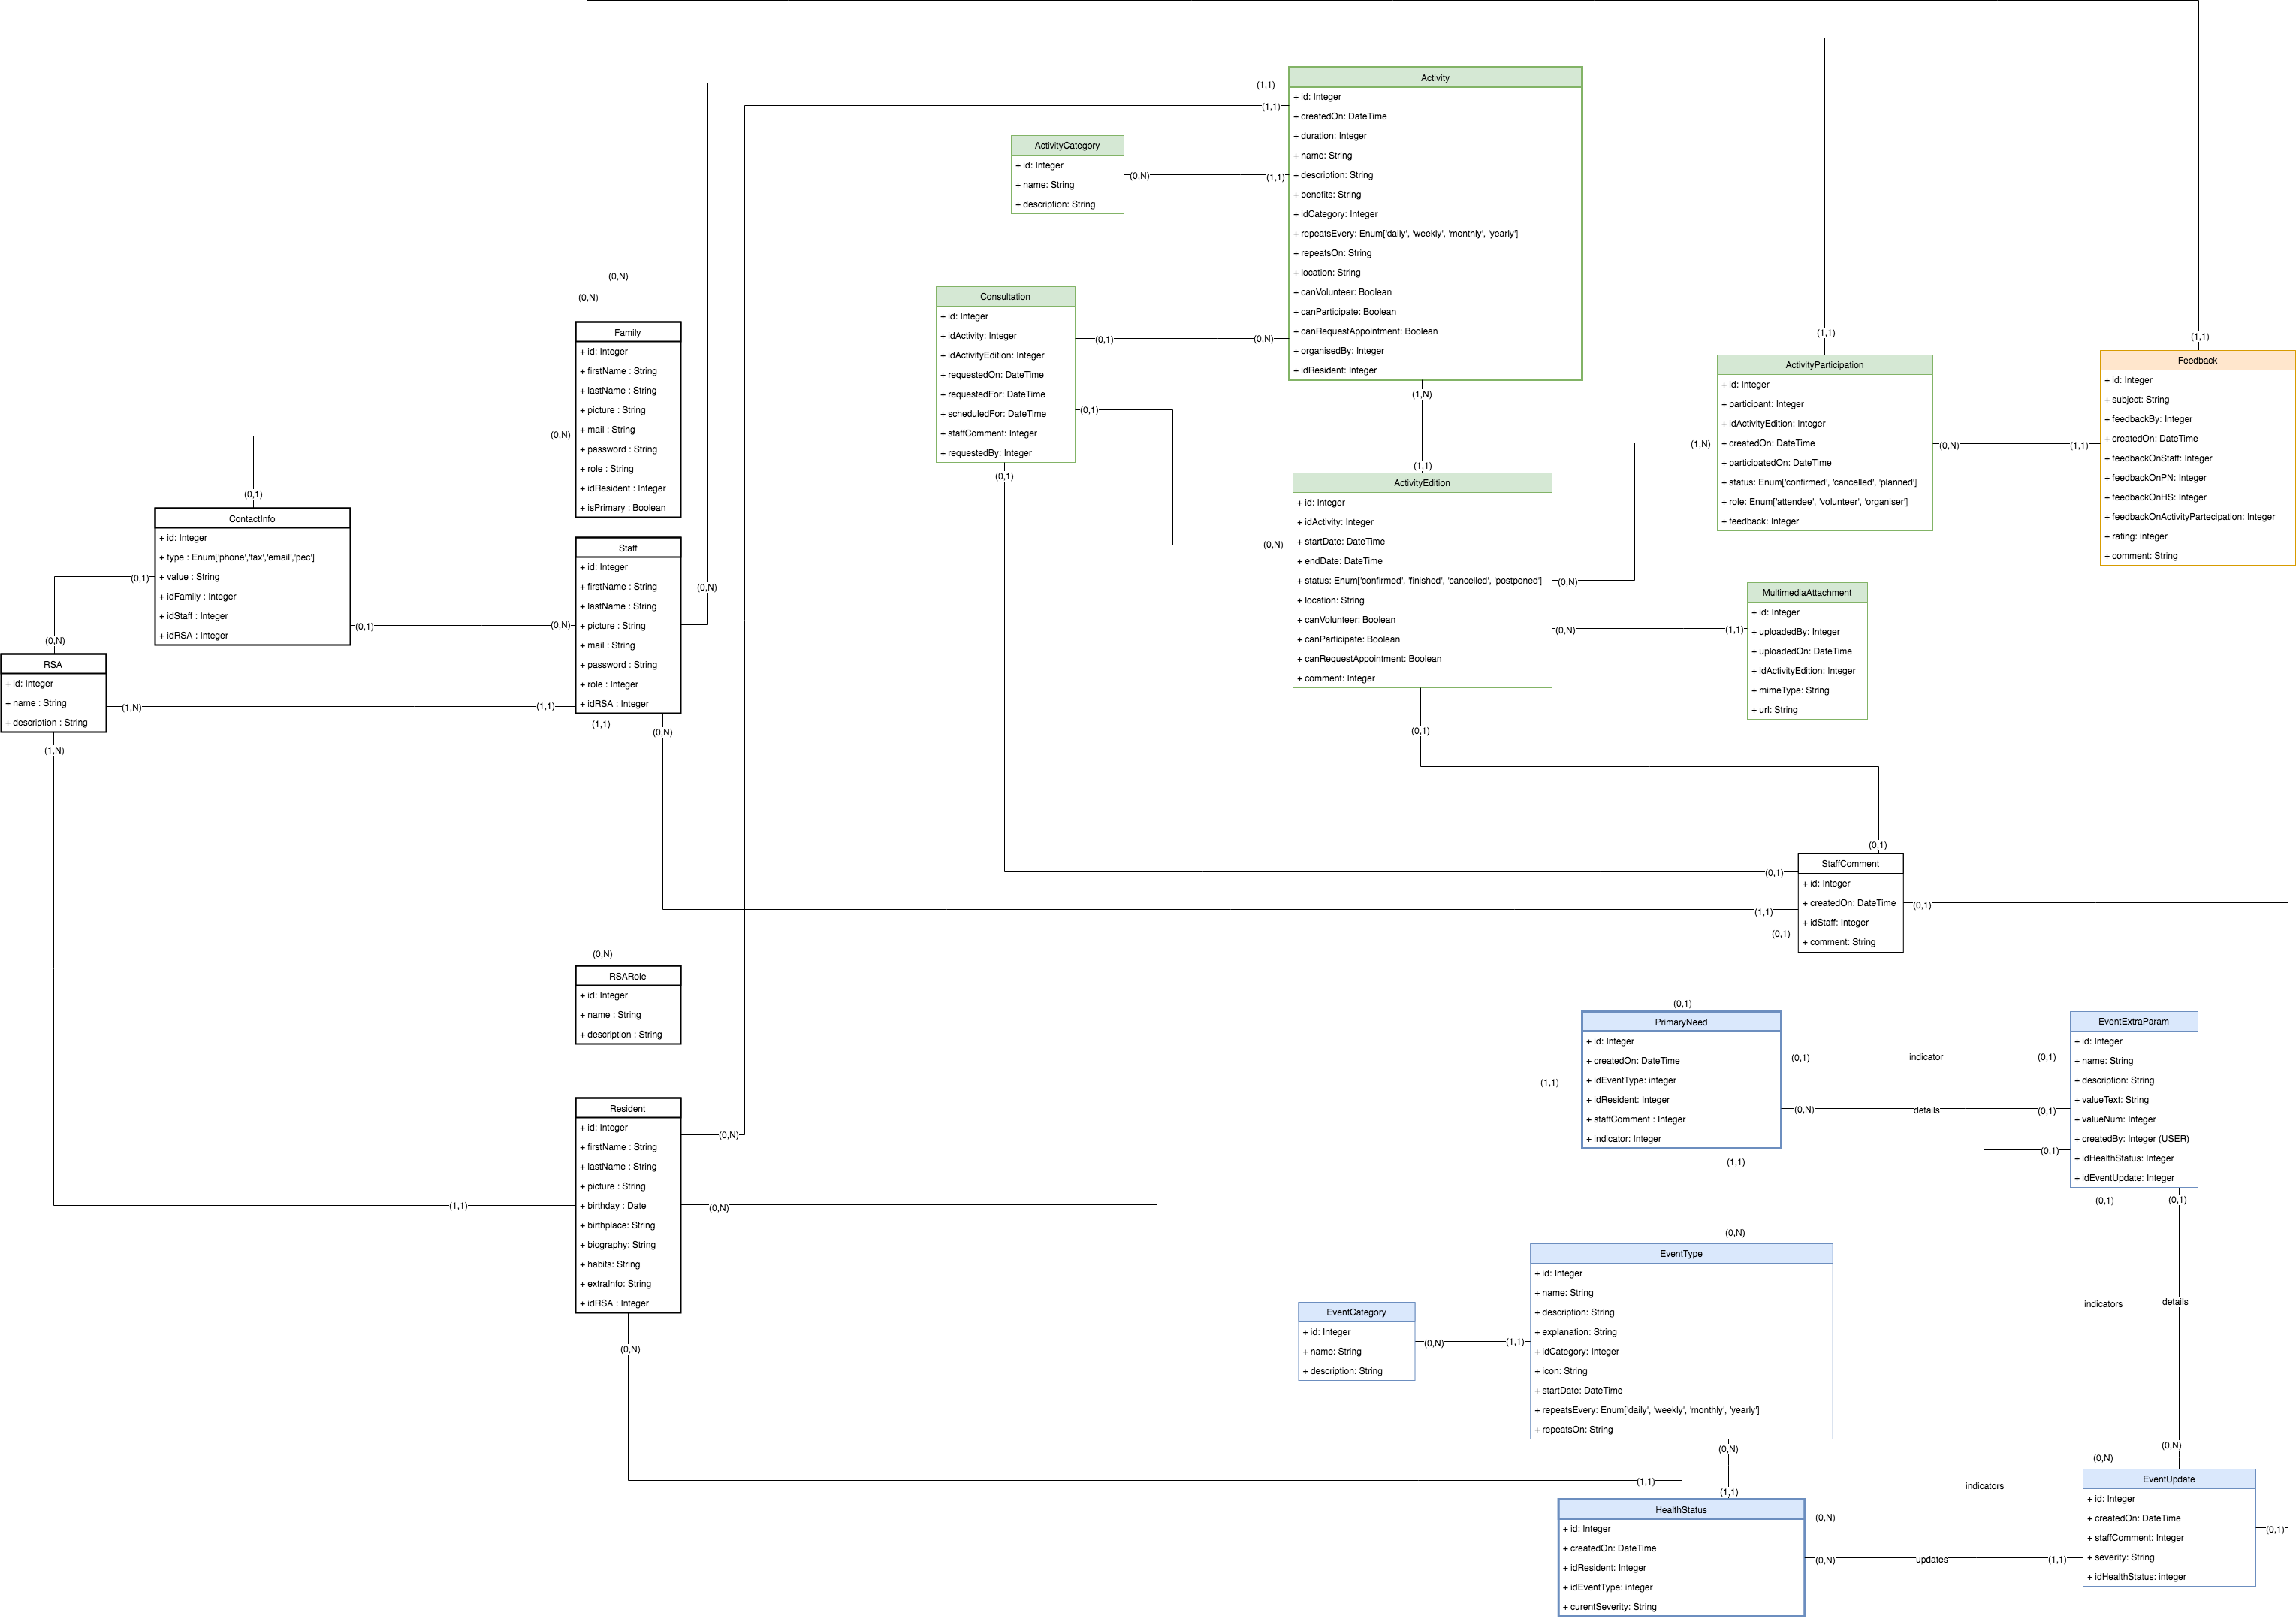 Activity
+ id: Integer
+ createdOn: DateTime
+ duration: Integer
+ name: String
+ description: String
+ benefits: String
+ idCategory: Integer
+ repeatsEvery: Enum['daily', 'weekly', 'monthly', 'yearly']
+ repeatsOn: String
+ location: String
+ canVolunteer: Boolean
+ canParticipate: Boolean
+ canRequestAppointment: Boolean
+ organisedBy: Integer
+ idResident: Integer
(1,1)
(1,1)
(1,1)
(0,N)
(1,N)
ActivityCategory
+ id: Integer
+ name: String
+ description: String
(0,N)
Consultation
+ id: Integer
+ idActivity: Integer
+ idActivityEdition: Integer
+ requestedOn: DateTime
+ requestedFor: DateTime
+ scheduledFor: DateTime
+ staffComment: Integer
+ requestedBy: Integer
(0,1)
(0,1)
(0,1)
(0,N)
(0,N)
Family
+ id: Integer
+ firstName : String
+ lastName : String
+ picture : String
+ mail : String
+ password : String
+ role : String
+ idResident : Integer
+ isPrimary : Boolean
(0,N)
(1,1)
ActivityParticipation
+ id: Integer
+ participant: Integer
+ idActivityEdition: Integer
+ createdOn: DateTime
+ participatedOn: DateTime
+ status: Enum['confirmed', 'cancelled', 'planned']
+ role: Enum['attendee', 'volunteer', 'organiser']
+ feedback: Integer
(1,N)
(0,N)
(1,1)
Feedback
+ id: Integer
+ subject: String
+ feedbackBy: Integer
+ createdOn: DateTime
+ feedbackOnStaff: Integer
+ feedbackOnPN: Integer
+ feedbackOnHS: Integer
+ feedbackOnActivityPartecipation: Integer
+ rating: integer
+ comment: String
(1,1)
(1,1)
ActivityEdition
+ id: Integer
+ idActivity: Integer
+ startDate: DateTime
+ endDate: DateTime
+ status: Enum['confirmed', 'finished', 'cancelled', 'postponed']
+ location: String
+ canVolunteer: Boolean
+ canParticipate: Boolean
+ canRequestAppointment: Boolean
+ comment: Integer
(0,N)
(0,N)
(0,N)
(0,1)
MultimediaAttachment
+ id: Integer
+ uploadedBy: Integer
+ uploadedOn: DateTime
+ idActivityEdition: Integer
+ mimeType: String
+ url: String
(1,1)
(0,1)
ContactInfo
+ id: Integer
+ type : Enum['phone','fax','email','pec']
+ value : String
+ idFamily : Integer
+ idStaff : Integer
+ idRSA : Integer
(0,1)
(0,1)
Staff
+ id: Integer
+ firstName : String
+ lastName : String
+ picture : String
+ mail : String
+ password : String
+ role : Integer
+ idRSA : Integer
(0,N)
(0,N)
(1,1)
(1,1)
(0,N)
(0,N)
RSA
+ id: Integer
+ name : String
+ description : String
(1,N)
(1,N)
(0,1)
StaffComment
+ id: Integer
+ createdOn: DateTime
+ idStaff: Integer
+ comment: String
(0,1)
(1,1)
(0,1)
(0,1)
(0,N)
RSARole
+ id: Integer
+ name : String
+ description : String
(0,1)
PrimaryNeed
+ id: Integer
+ createdOn: DateTime
+ idEventType: integer
+ idResident: Integer
+ staffComment : Integer
+ indicator: Integer
(1,1)
(0,1)
indicator
(0,1)
(0,N)
details
(0,1)
(1,1)
EventExtraParam
+ id: Integer
+ name: String
+ description: String
+ valueText: String
+ valueNum: Integer
+ createdBy: Integer (USER)
+ idHealthStatus: Integer
+ idEventUpdate: Integer
(0,1)
(0,1)
(0,1)
Resident
+ id: Integer
+ firstName : String
+ lastName : String
+ picture : String
+ birthday : Date
+ birthplace: String
+ biography: String
+ habits: String
+ extraInfo: String
+ idRSA : Integer
(0,N)
(0,N)
(1,1)
(0,N)
(0,N)
EventType
+ id: Integer
+ name: String
+ description: String
+ explanation: String
+ idCategory: Integer
+ icon: String
+ startDate: DateTime
+ repeatsEvery: Enum['daily', 'weekly', 'monthly', 'yearly']
+ repeatsOn: String
EventCategory
+ id: Integer
+ name: String
+ description: String
(0,N)
(1,1)
(0,N)
(1,1)
(1,1)
indicators
details
(0,N)
(0,N)
indicators
HealthStatus
+ id: Integer
+ createdOn: DateTime
+ idResident: Integer
+ idEventType: integer
+ curentSeverity: String
(0,N)
(0,N)
updates
(1,1)
EventUpdate
+ id: Integer
+ createdOn: DateTime
+ staffComment: Integer
+ severity: String
+ idHealthStatus: integer
(0,1)